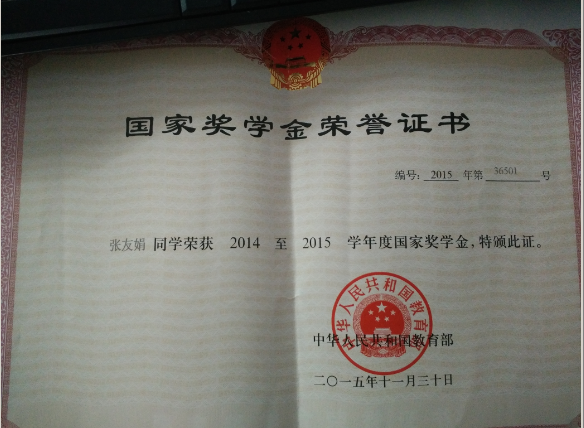 国家奖学金荣誉证书
编号: 2015 年第 36501 号
张友娟 同学荣获 2014 至 2015 学年度国家奖学金,特颁此证。
中华人民共和国教育部
中华人民共和国教育部
二〇一五年十一月三十日